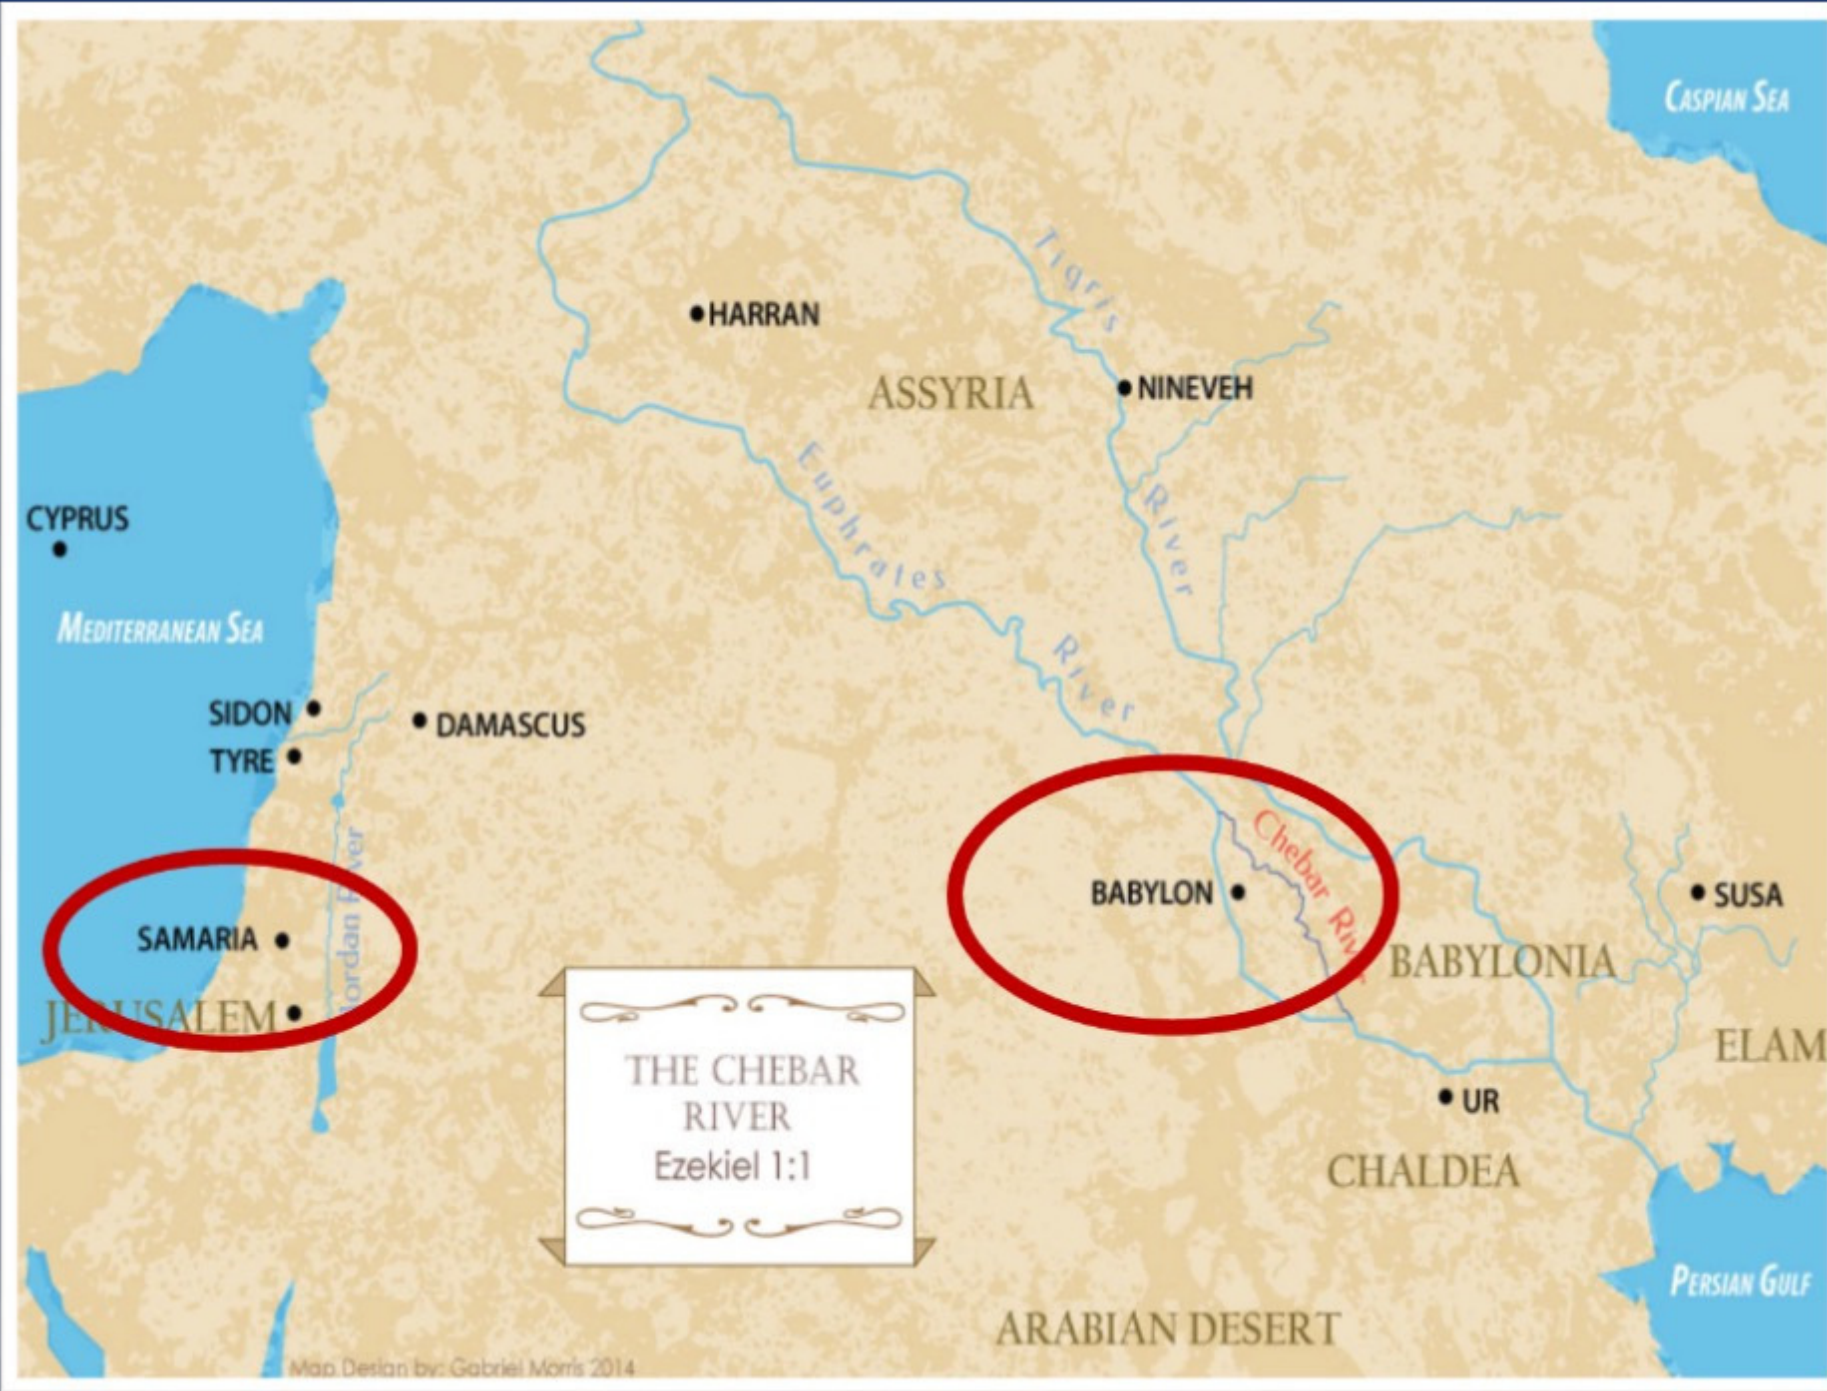 CASPIAN SEA
Tigris
River
HARRAN
NINEVEH
ASSYRIA
Euphrates
River
CYPRUS
MEDITERRANEAN SEA
SIDON
DAMASCUS
TYRE
Jordan River
SAMARIA
JERUSALEM
BABYLON
Chebar
SUSA
BABYLONIA
ELAM
THE CHEBAR
RIVER
Ezekiel 1:1
UR
CHALDEA
PERSIAN GULF
ARABIAN DESERT
Map Design by: Gabriel Morris 2014